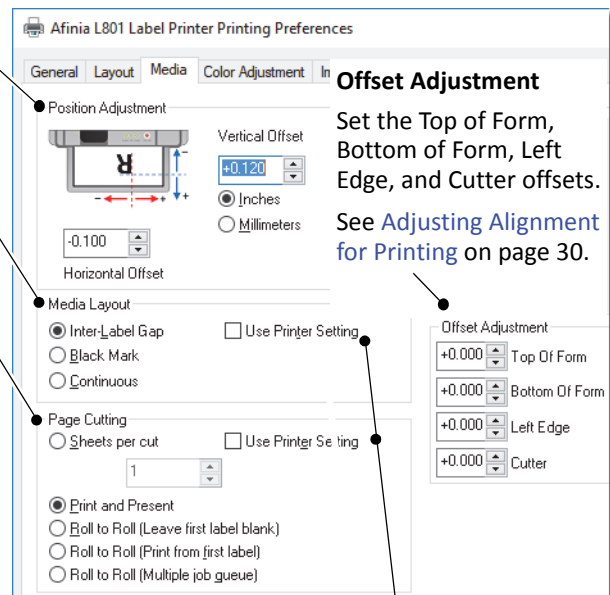 Afinia L801 Label Printer Printing Preferences
General Layout Media Color Adjustment
Offset Adjustment
Set the Top of Form,
Bottom of Form, Left
Edge, and Cutter offsets.
See Adjusting Alignment
for Printing on page 30.
Position Adjustment
R
Vertical Offset
+0.120
Inches
Millimeters
-0.100
Horizontal Offset
Media Layout
Inter-Label Gap Use Printer Setting
Black Mark
Continuous
Offset Adjustment
+0.000 Top Of Form
+0.000 Bottom Of Form
+0.000 Left Edge
+0.000 Cutter
Page Cutting
Sheets per cut Use Printer Setting
1
Print and Present
Roll to Roll (Leave first label blank)
Roll to Roll (Print from first label)
Roll to Roll (Multiple job queue)